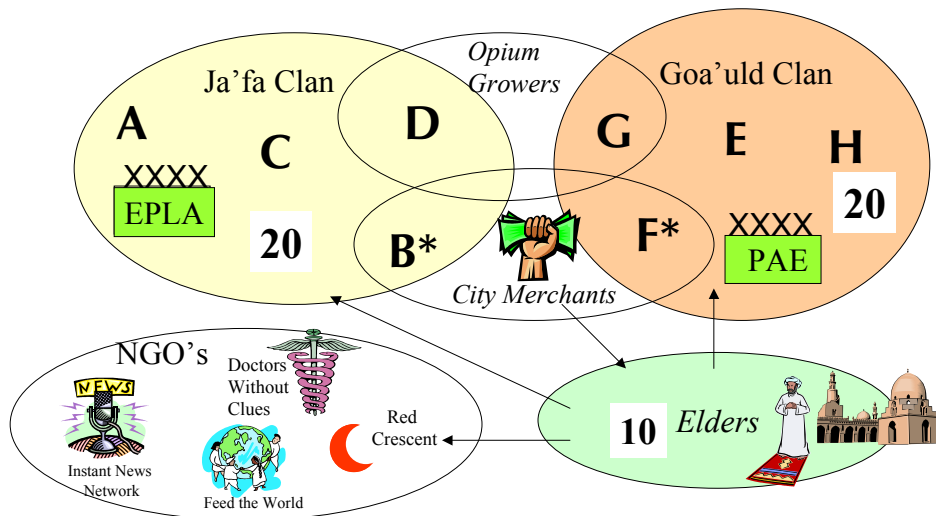 Opium
Growers
Ja'fa Clan
Goa'uld Clan
A
C
D
G
E
H
XXXX
EPLA
20
20
B*
F*
XXXX
PAE
City Merchants
NGO's
NEWS
Doctors
Without
Clues
Red
Crescent
Instant News
Network
Feed the World
10
Elders